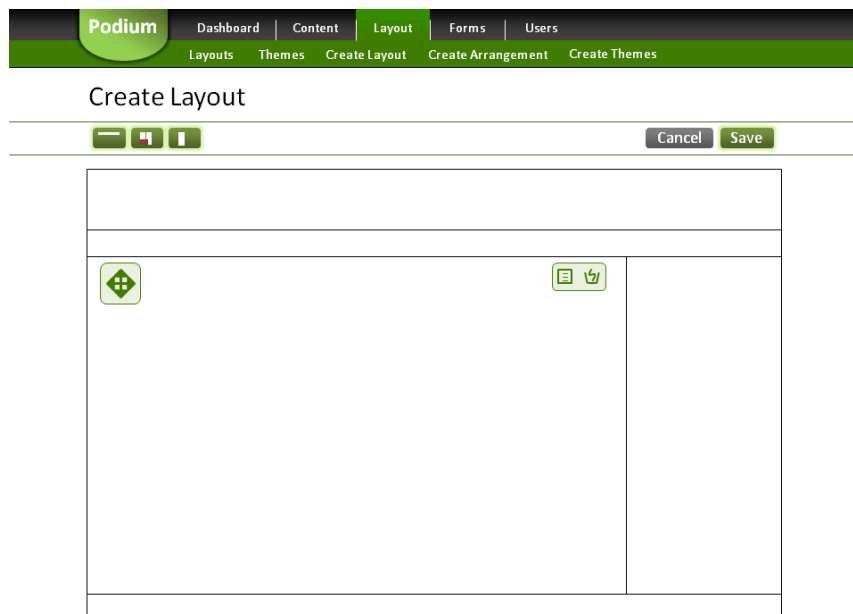 Podium Dashboard Content Layout Forms Users
Layouts Themes Create Layout Create Arrangement Create Themes
Create Layout
Cancel Save